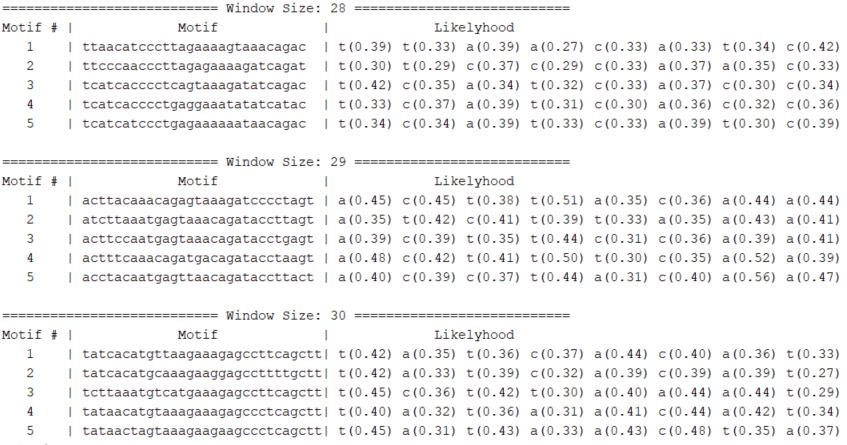 =========================== Window Size: 28 ===========================
Motif # | Motif | Likelyhood
1 | ttaacatcccttagaaaagtaaacagac | t(0.39) t(0.33) a(0.39) a(0.27) c(0.33) a(0.33) t(0.34) c(0.42)
2 | ttcccaacccttagagaaaagatcagat | t(0.30) t(0.29) c(0.37) c(0.29) c(0.33) a(0.37) a(0.35) c(0.33)
3 | tcatcacccctcagtaaagatatcagac | t(0.42) c(0.35) a(0.34) t(0.32) c(0.33) a(0.37) c(0.30) c(0.34)
4 | tcatcacccctgaggaaatatatcatac | t(0.33) c(0.37) a(0.39) t(0.31) c(0.30) a(0.36) c(0.32) c(0.36)
5 | tcatcatccctgagaaaaaataacagac | t(0.34) c(0.34) a(0.39) t(0.33) c(0.33) a(0.39) t(0.30) c(0.39)
=========================== Window Size: 29 ===========================
Motif # | Motif | Likelyhood
1 | acttacaaacagagtaaagatcccctagt | a(0.45) c(0.45) t(0.38) t(0.51) a(0.35) c(0.36) a(0.44) a(0.44)
2 | atcttaaatgagtaaacagataccttagt | a(0.35) t(0.42) c(0.41) t(0.39) t(0.33) a(0.35) a(0.43) a(0.41)
3 | acttccaatgagtaaacagatacctgagt | a(0.39) c(0.39) t(0.35) t(0.44) c(0.31) c(0.36) a(0.39) a(0.41)
4 | actttcaaacagatgacagatacctaagt | a(0.48) c(0.42) t(0.41) t(0.50) t(0.30) c(0.35) a(0.52) a(0.39)
5 | acctacaatgagttaacagataccttact | a(0.40) c(0.39) c(0.37) t(0.44) a(0.31) c(0.40) a(0.56) a(0.47)
=========================== Window Size: 30 ===========================
Motif # | Motif | Likelyhood
1 | tatcacatgttaagaaagagccttcagctt| t(0.42) a(0.35) t(0.36) c(0.37) a(0.44) c(0.40) a(0.36) t(0.33)
2 | tatcacatgcaaagaaggagccttttgctt| t(0.42) a(0.33) t(0.39) c(0.32) a(0.39) c(0.39) a(0.39) t(0.27)
3 | tcttaaatgtcatgaaagagccttcagctt| t(0.45) c(0.36) t(0.42) t(0.30) a(0.40) a(0.44) a(0.44) t(0.29)
4 | tataacatgtaaagaagaagccctcagctt| t(0.40) a(0.32) t(0.36) a(0.31) a(0.41) c(0.44) a(0.42) t(0.34)
5 | tataactagtaaagaaagaagcccctcagctt| t(0.45) a(0.31) t(0.43) a(0.33) a(0.43) c(0.48) t(0.35) a(0.37)